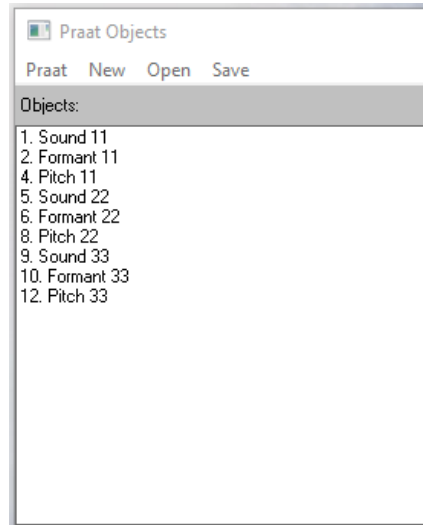 Praat Objects
Praat New Open Save
Objects:
1. Sound 11
2. Formant 11
4. Pitch 11
5. Sound 22
6. Formant 22
8. Pitch 22
9. Sound 33
10. Formant 33
12. Pitch 33